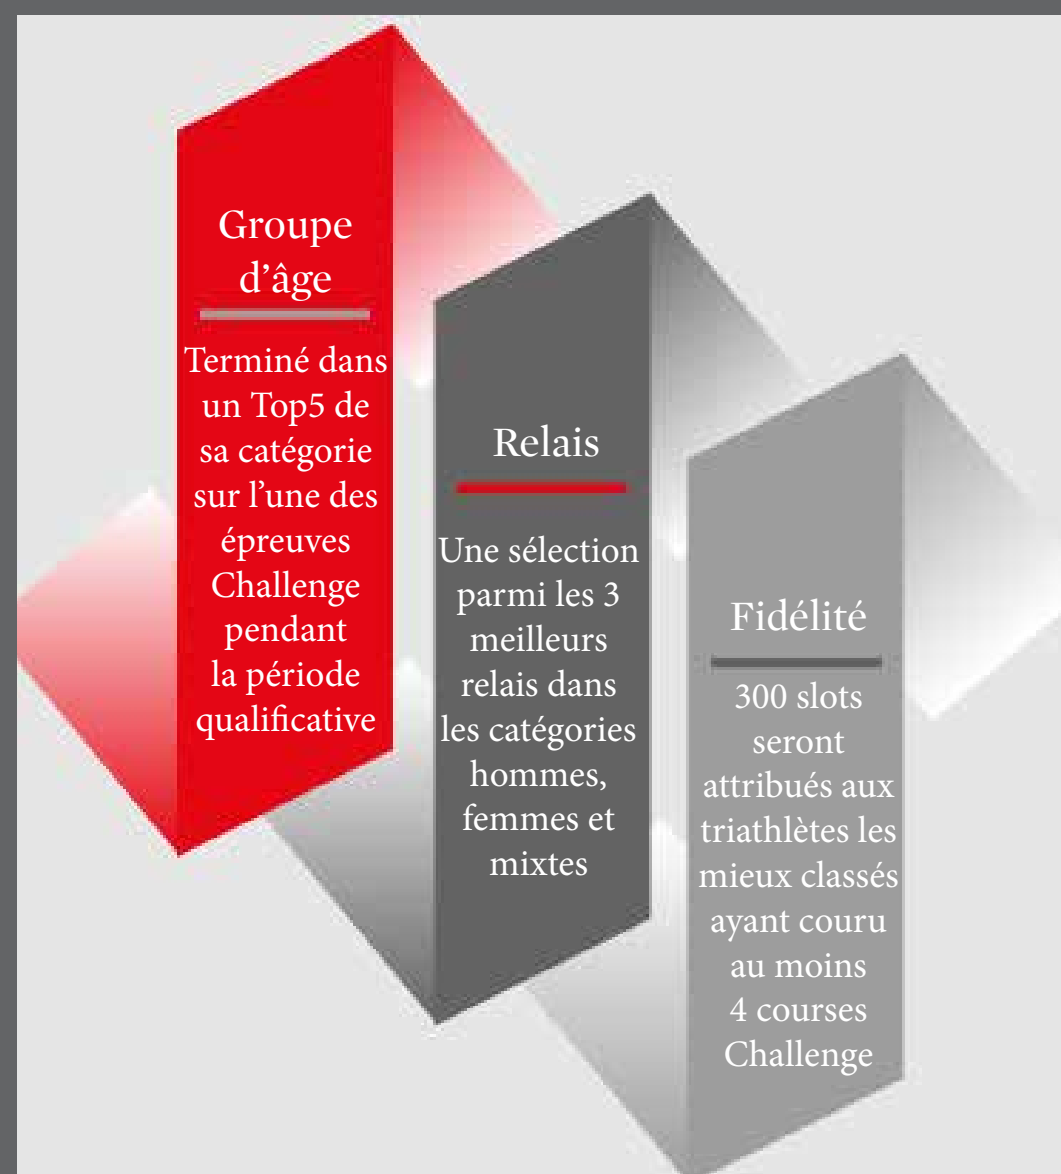 Groupe
d’âge
Terminé dans
un Top5 de
sa catégorie
sur l’une des
épreuves
Challenge
pendant
la période
qualificative
Relais
Une sélection
parmi les 3
meilleurs
relais dans
les catégories
hommes,
femmes et
mixtes
Fidélité
300 slots
seront
attribués aux
triathlètes les
mieux classés
ayant couru
au moins
4 courses
Challenge